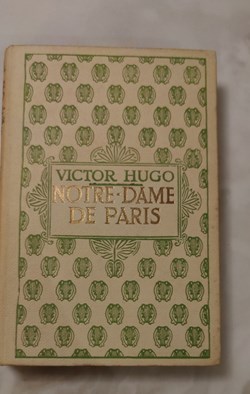 VICTOR HUGO
NOTRE-DAME
DE PARIS